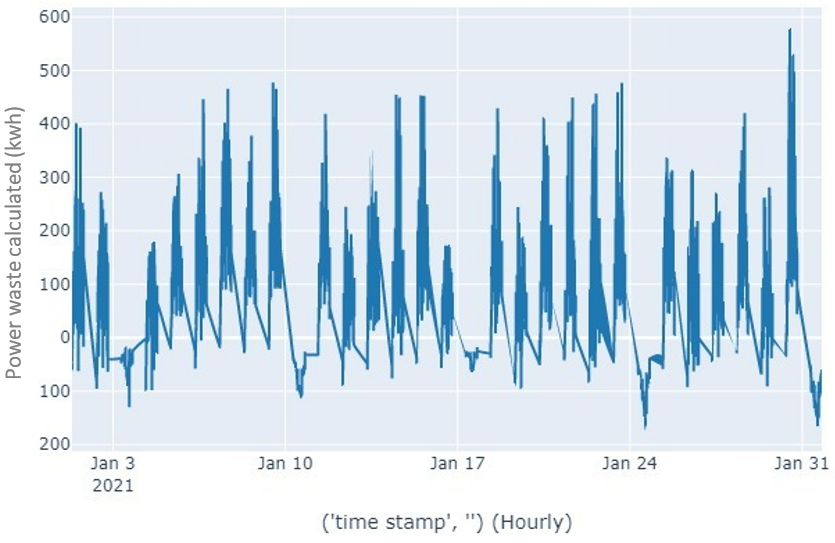 Power waste calculated (kwh)
600
500
400
300
200
100
0
100
200
Jan 3
2021
Jan 10
Jan 17
Jan 24
Jan 31
('time stamp', '') (Hourly)